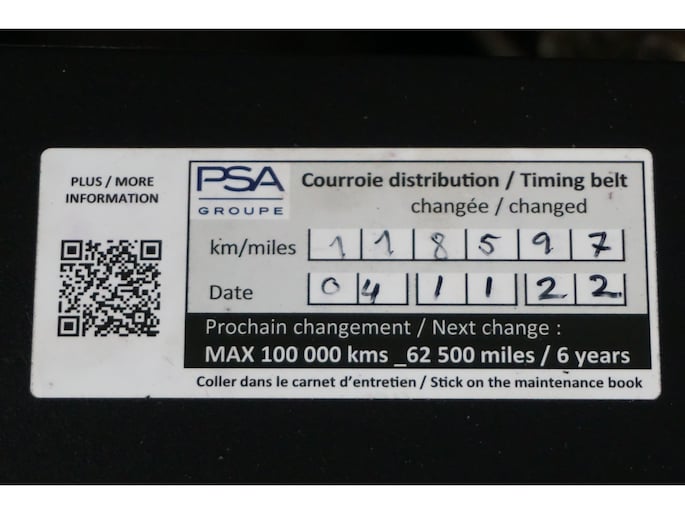 PLUS / MORE
INFORMATION
PSA
GROUPE
Courroie distribution / Timing belt
changée / changed
km/miles 1 1 8 5 9 7
Date 0 4 1 1 2 2
Prochain changement / Next change :
MAX 100 000 kms _62 500 miles / 6 years
Coller dans le carnet d'entretien / Stick on the maintenance book